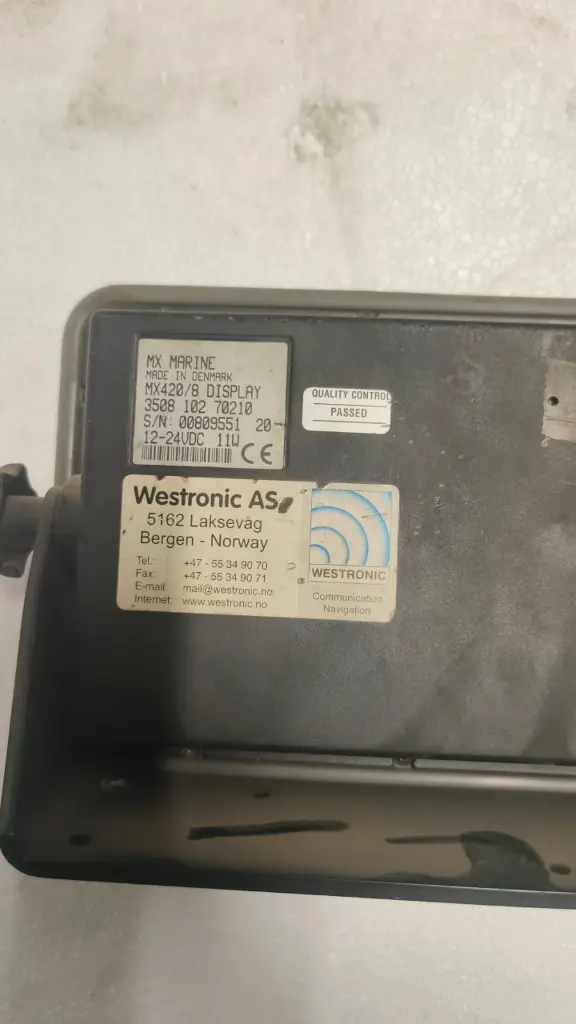 MX MARINE
MADE IN DENMARK
MX420/8 DISPLAY
3508 102 70210
S/N: 00809551 20
12-24VDC 11W
CE
QUALITY CONTROL
PASSED
Westronic AS
5162 Laksevåg
Bergen - Norway
Tel.: +47 - 55 34 90 70
Fax: +47 - 55 34 90 71
E-mail mail@westronic.no
Internet: www.westronic.no
WESTRONIC
Communication
Navigation